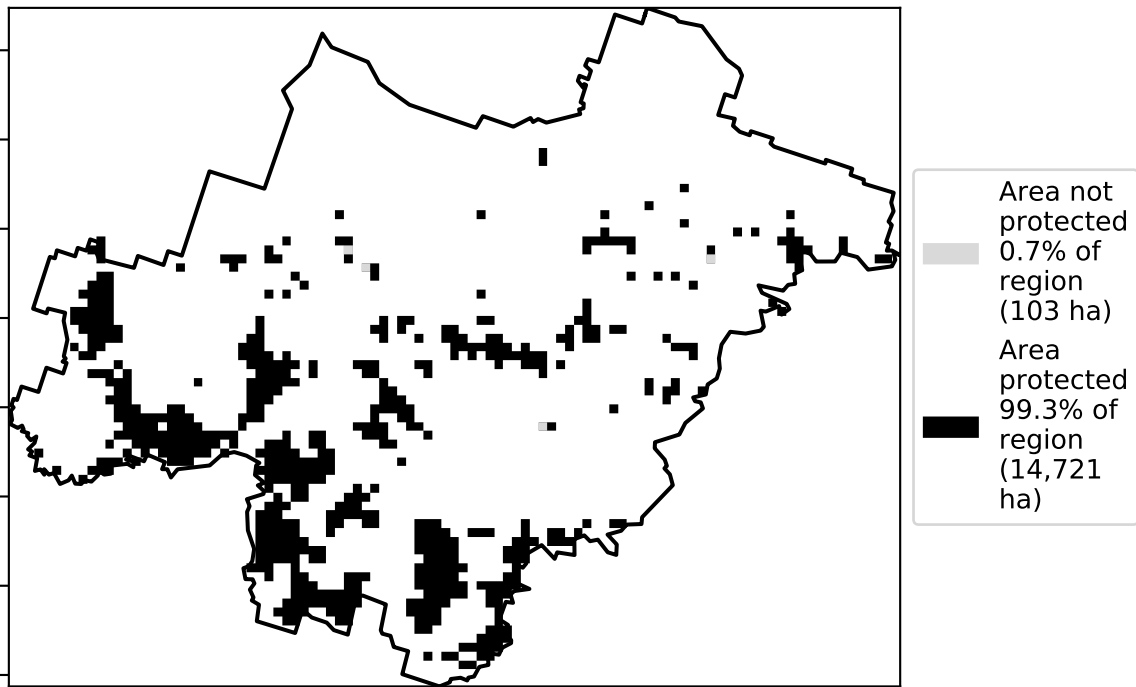 Area not
protected
0.7% of
region
(103 ha)
Area
protected
99.3% of
region
(14,721
ha)